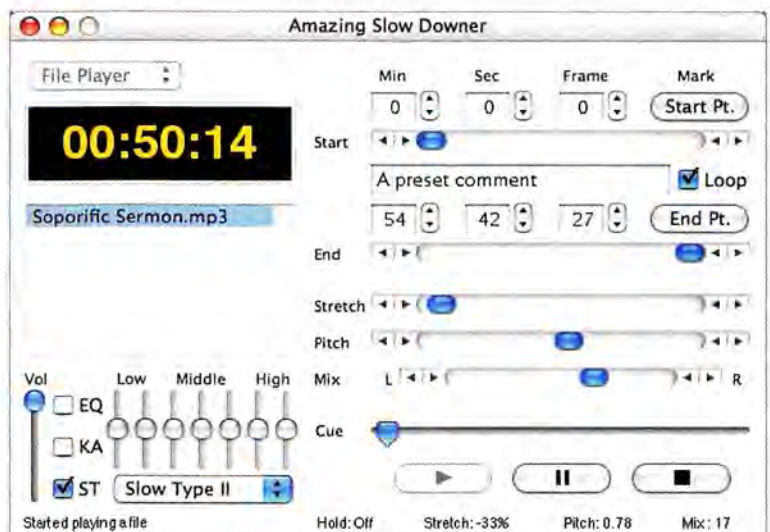 Amazing Slow Downer
File Player
00:50:14
Soporific Sermon.mp3
Min Sec Frame Mark
0 0 0 Start Pt.
Start
A preset comment Loop
54 42 27 End Pt.
End
Stretch
Pitch
Mix L R
Cue
Vol Low Middle High
EQ
KA
ST Slow Type II
Started playing a file Hold: Off Stretch: -33% Pitch: 0.78 Mix: 17